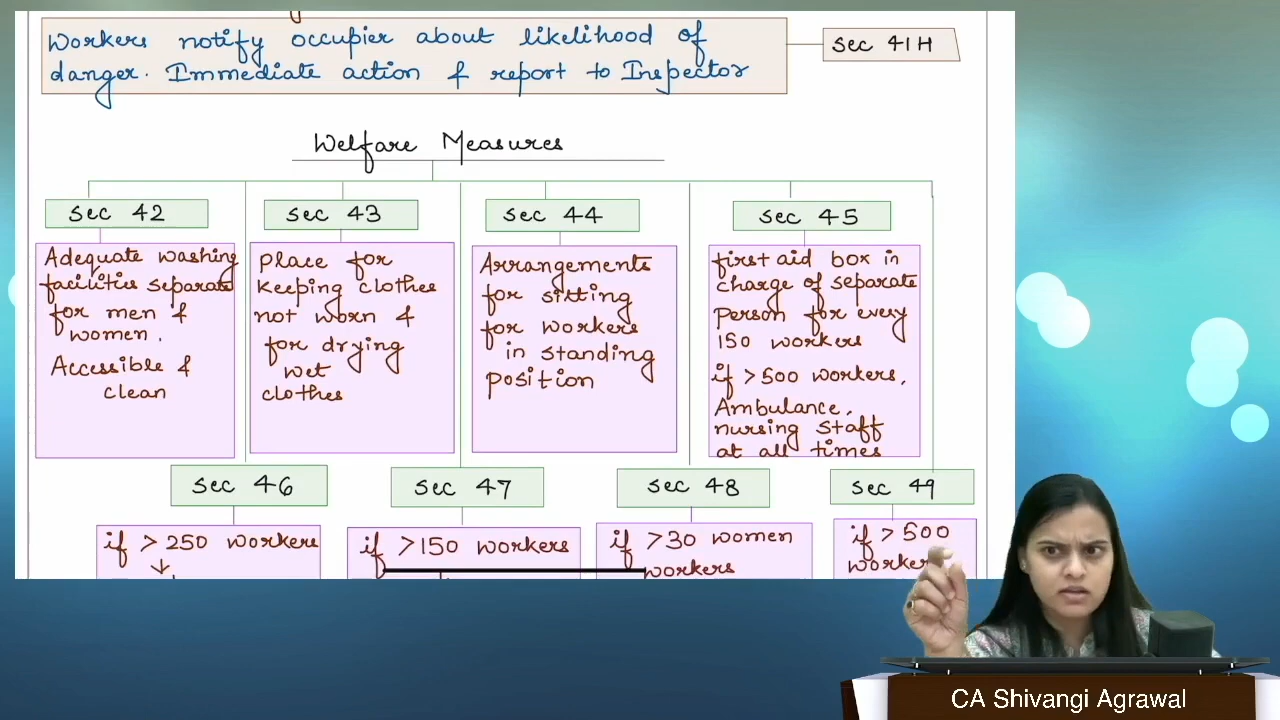 Workers notify occupier about likelihood of
danger. Immediate action & report to Inspector
Sec 41H
Welfare Measures
Sec 42
Sec 43
Sec 44
Sec 45
Adequate washing
facilities separate
for men &
women.
Accessible &
clean
Place for
keeping clothes
not worn &
for drying
wet
clothes
Arrangements
for sitting
for workers
in standing
position
first aid box in
charge of separate
person for every
150 workers
if >500 workers,
Ambulance,
nursing staff
at all times
Sec 46
Sec 47
Sec 48
Sec 49
if > 250 workers
if >150 workers
if >30 women
workers
if >500
CA Shivangi Agrawal